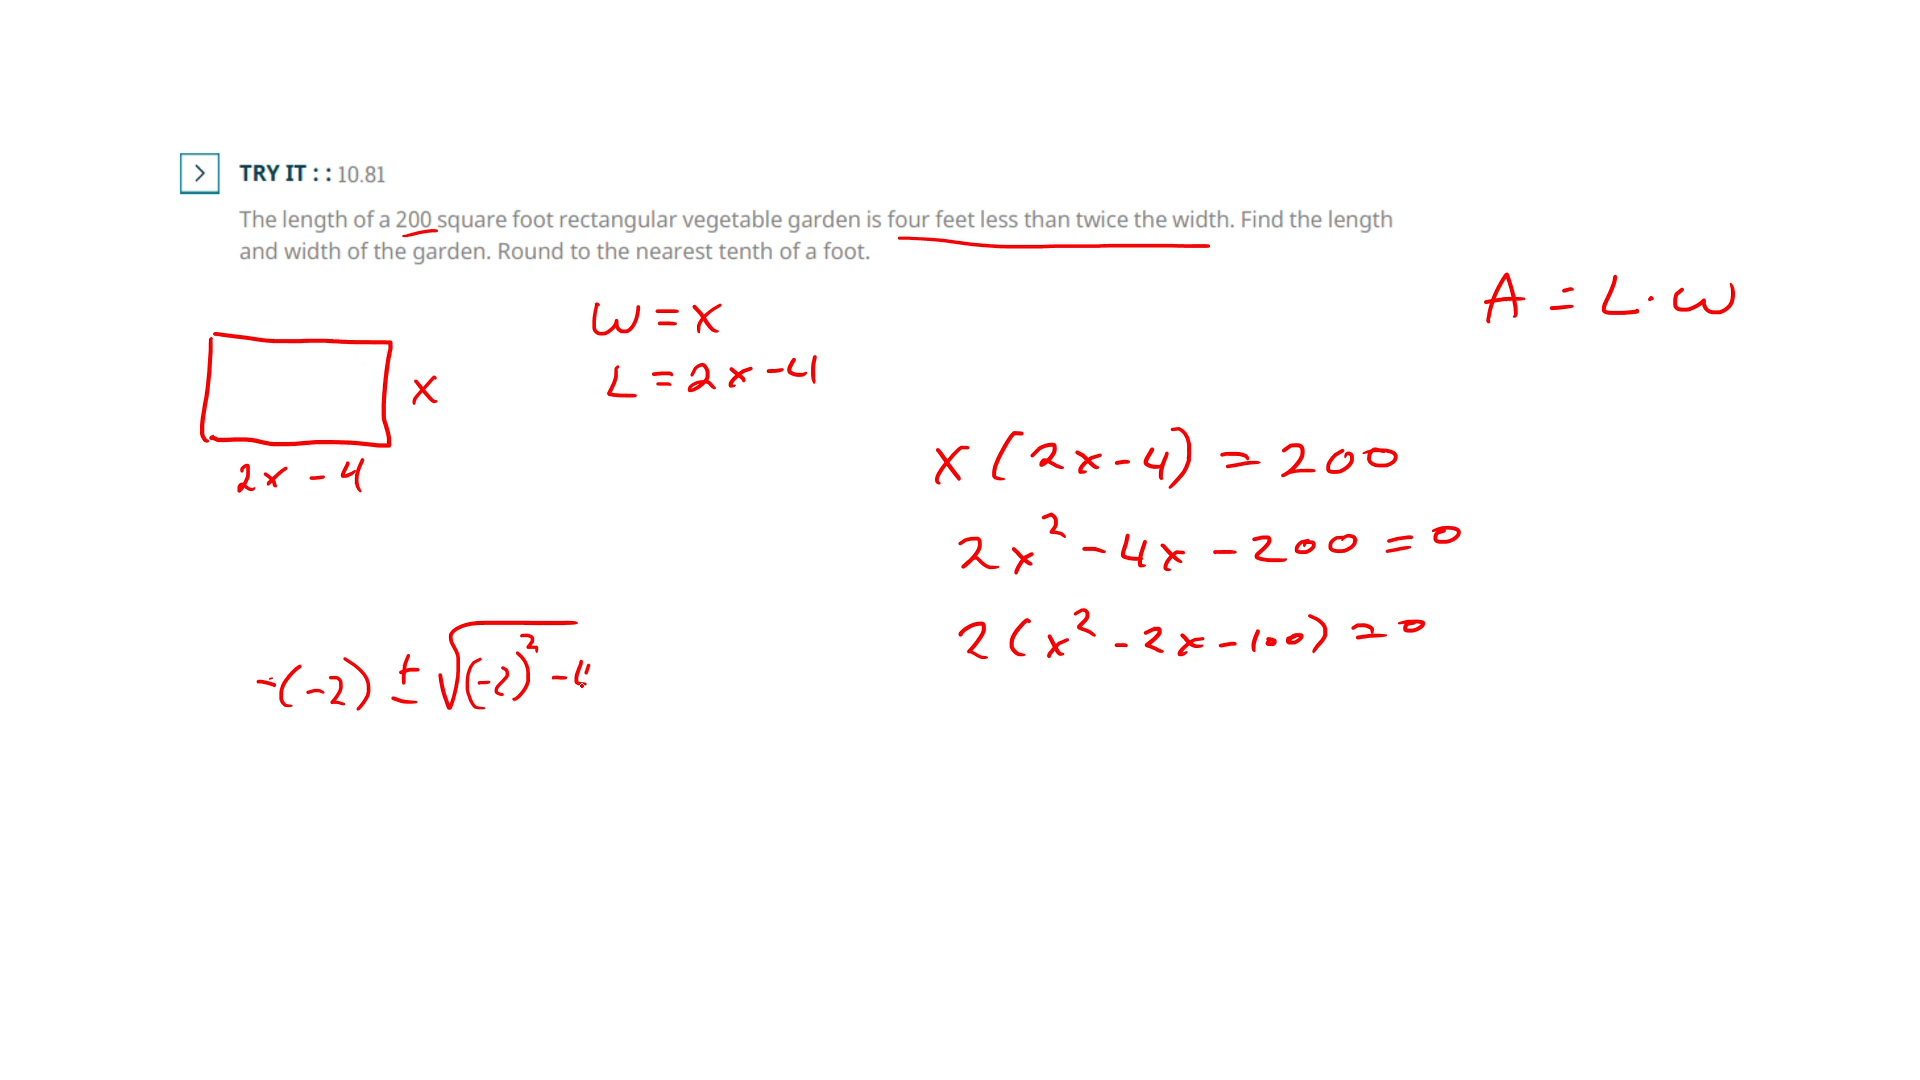 TRY IT : : 10.81
The length of a 200 square foot rectangular vegetable garden is four feet less than twice the width. Find the length
and width of the garden. Round to the nearest tenth of a foot.
A = L · W
W = x
L = 2x - 4
x
2x - 4
x(2x - 4) = 200
2x² - 4x - 200 = 0
2(x² - 2x - 100) = 0
-(-2) ± √(-2)² - 4